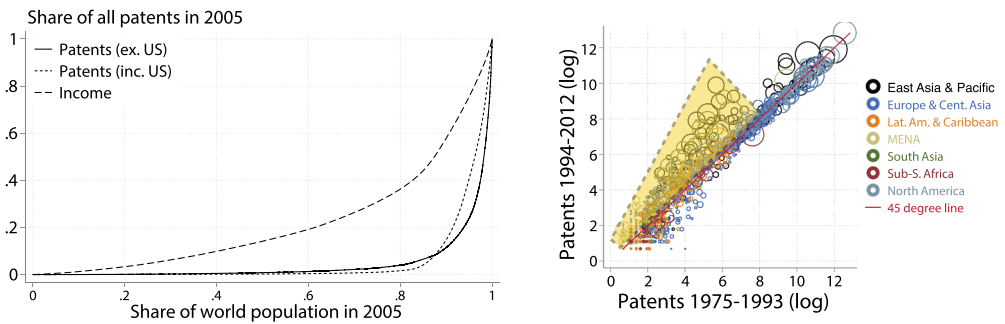 Share of all patents in 2005
1
.8
.6
.4
.2
0
Patents (ex. US)
Patents (inc. US)
Income
0 .2 .4 .6 .8 1
Share of world population in 2005
Patents 1994-2012 (log)
12
10
8
6
4
2
0
0 2 4 6 8 10 12
Patents 1975-1993 (log)
East Asia & Pacific
Europe & Cent. Asia
Lat. Am. & Caribbean
MENA
South Asia
Sub-S. Africa
North America
45 degree line